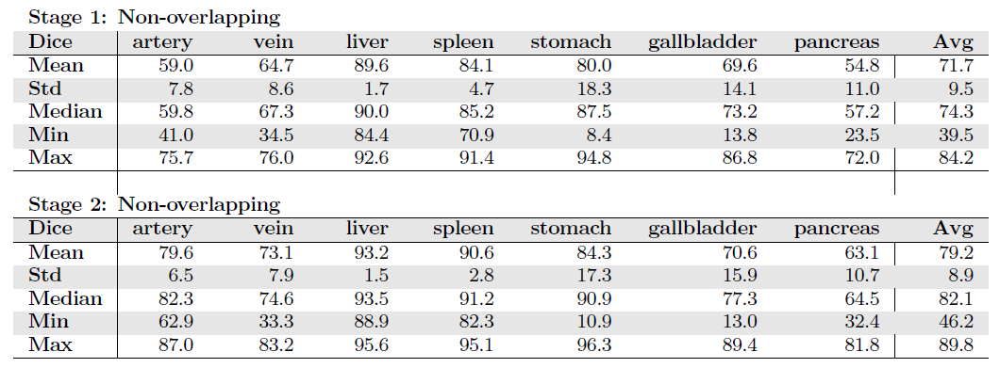 Stage 1: Non-overlapping
Dice artery vein liver spleen stomach gallbladder pancreas Avg
Mean 59.0 64.7 89.6 84.1 80.0 69.6 54.8 71.7
Std 7.8 8.6 1.7 4.7 18.3 14.1 11.0 9.5
Median 59.8 67.3 90.0 85.2 87.5 73.2 57.2 74.3
Min 41.0 34.5 84.4 70.9 8.4 13.8 23.5 39.5
Max 75.7 76.0 92.6 91.4 94.8 86.8 72.0 84.2
Stage 2: Non-overlapping
Dice artery vein liver spleen stomach gallbladder pancreas Avg
Mean 79.6 73.1 93.2 90.6 84.3 70.6 63.1 79.2
Std 6.5 7.9 1.5 2.8 17.3 15.9 10.7 8.9
Median 82.3 74.6 93.5 91.2 90.9 77.3 64.5 82.1
Min 62.9 33.3 88.9 82.3 10.9 13.0 32.4 46.2
Max 87.0 83.2 95.6 95.1 96.3 89.4 81.8 89.8